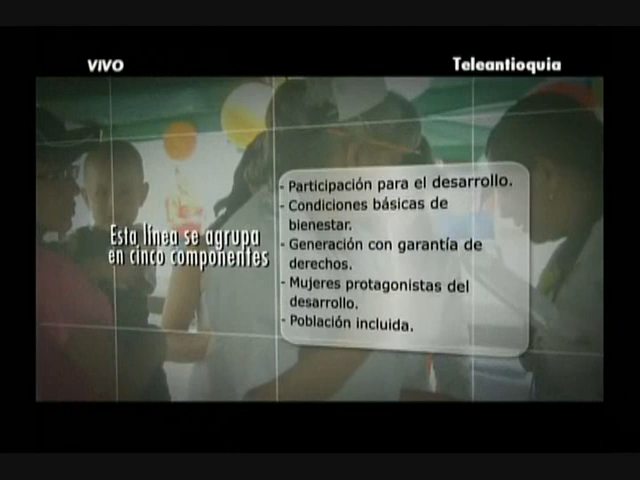 VIVO
Teleantioquia
Esta línea se agrupa
en cinco componentes
- Participación para el desarrollo.
- Condiciones básicas de
bienestar.
- Generación con garantía de
derechos.
- Mujeres protagonistas del
desarrollo.
- Población incluida.